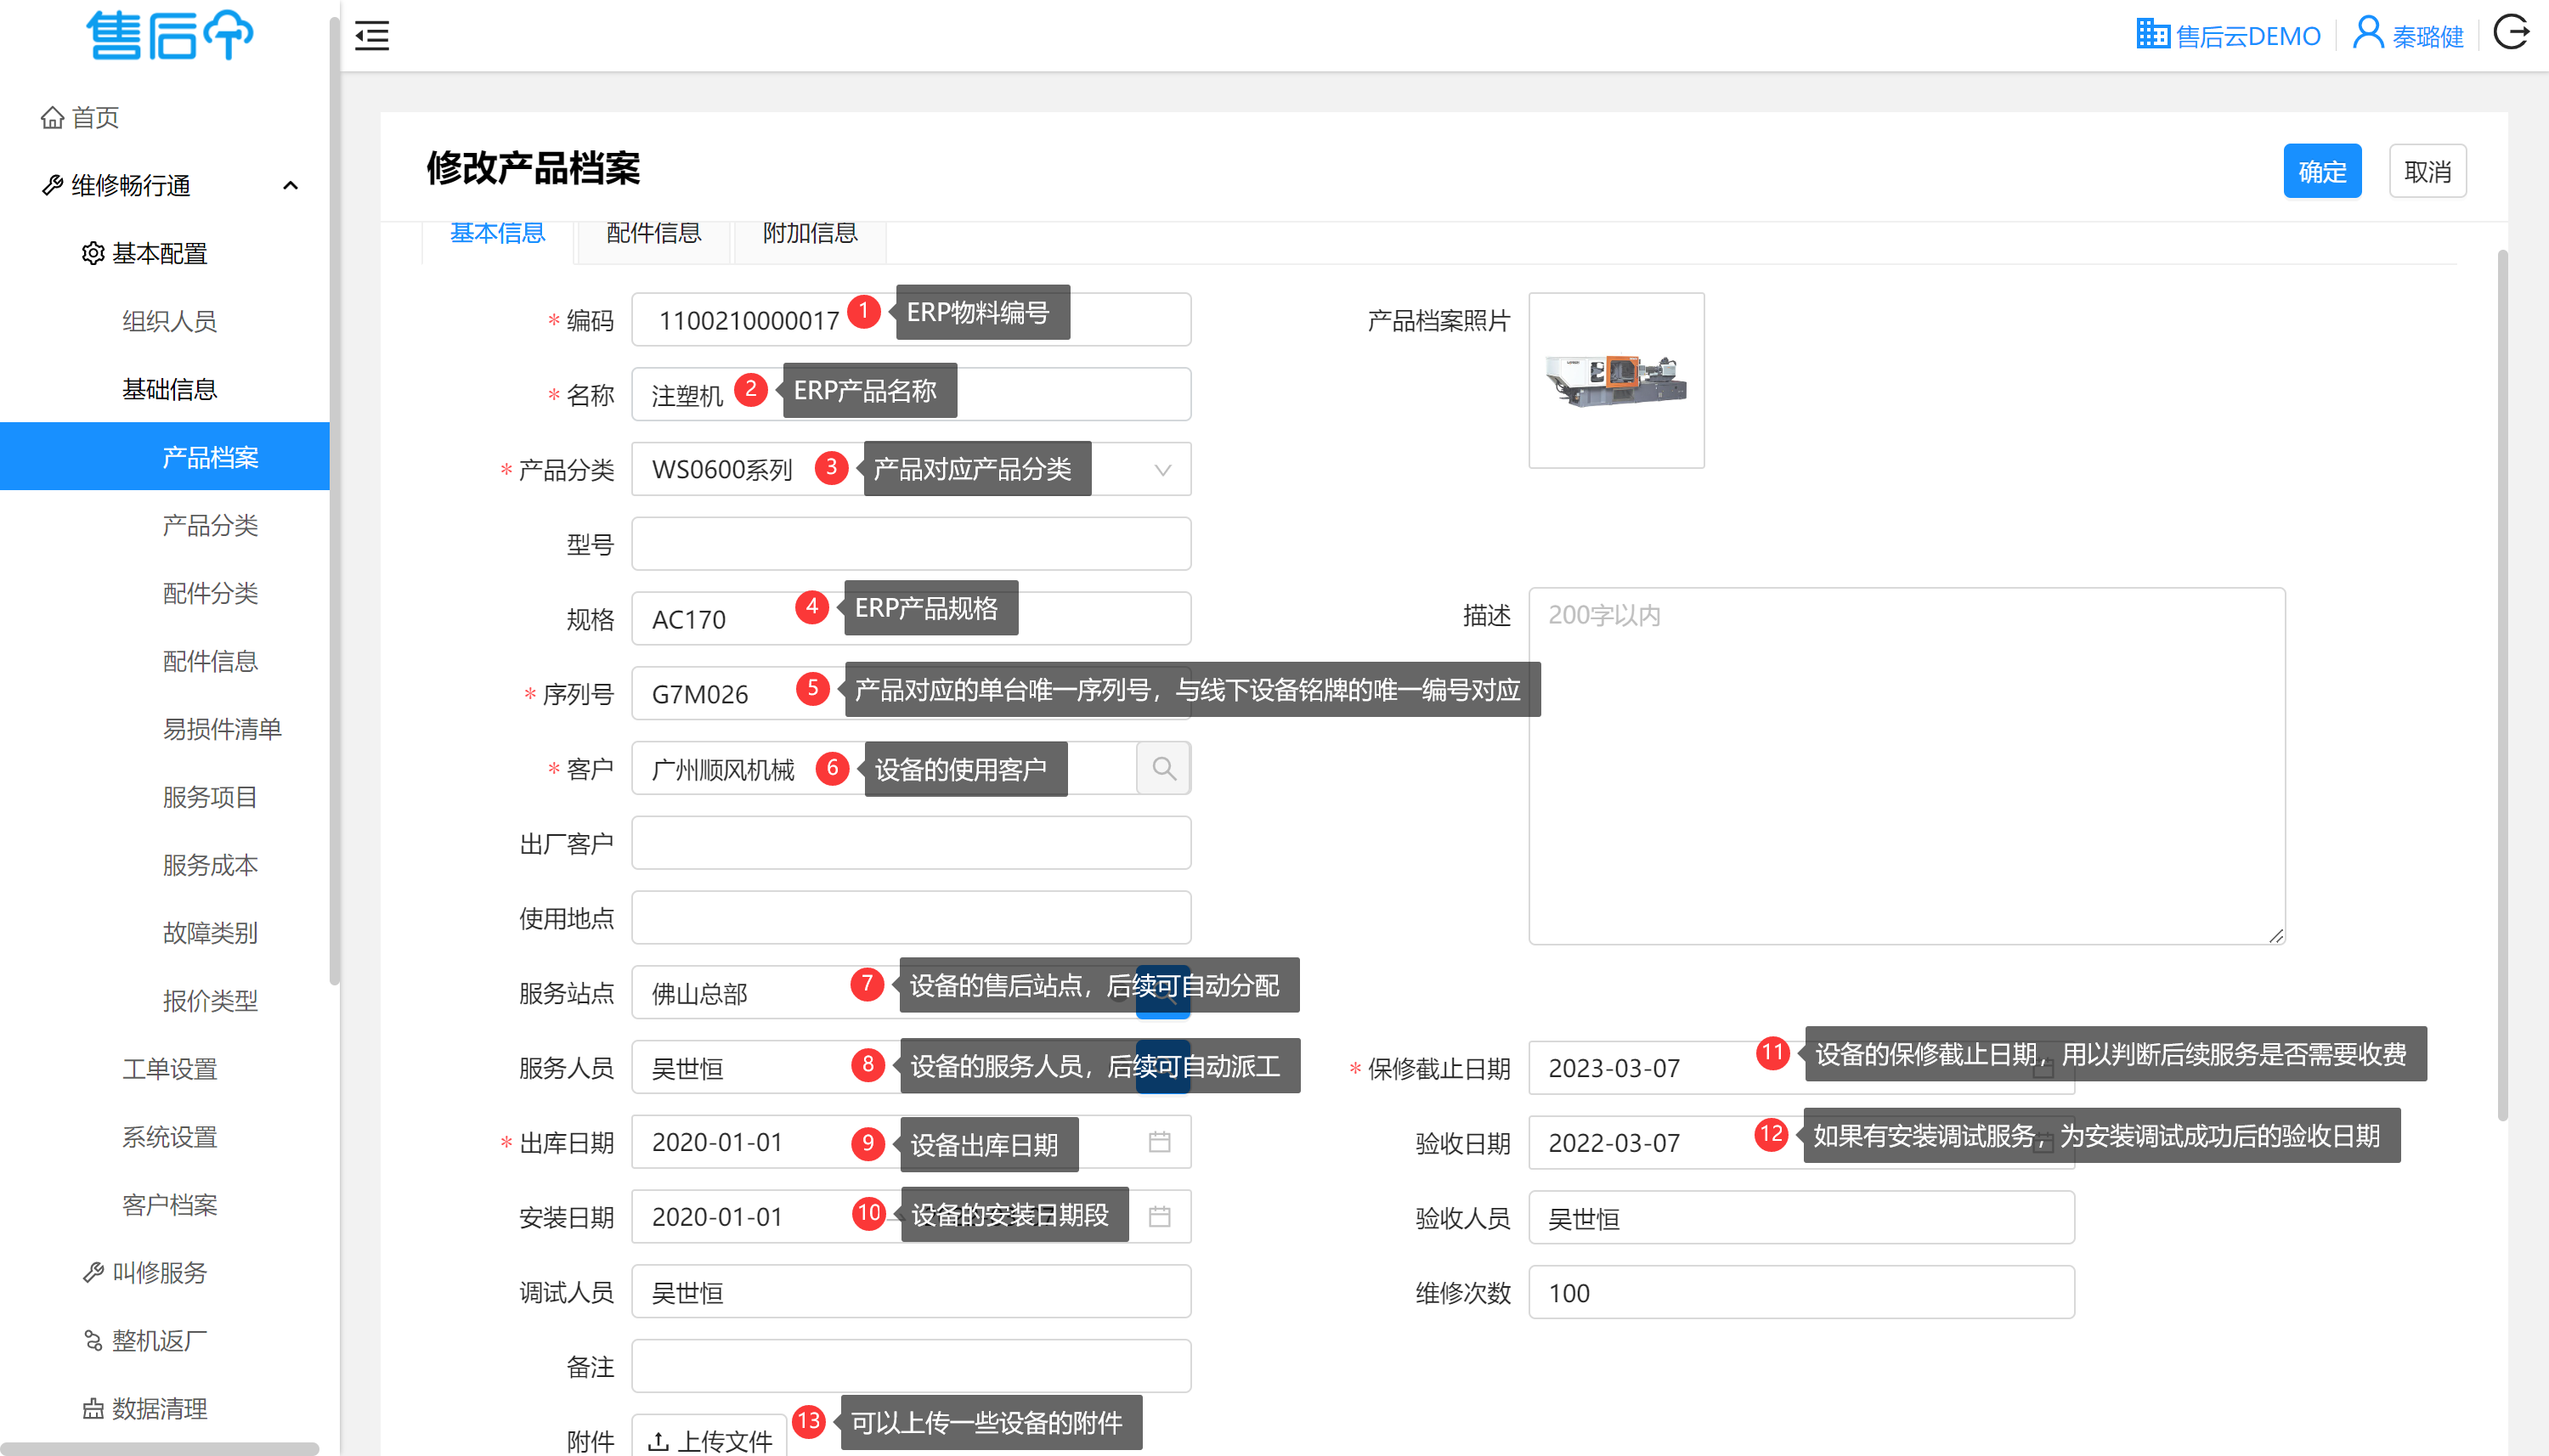 售后
售后云DEMO
秦璐健
首页
维修畅行通
基本配置
组织人员
基础信息
产品档案
产品分类
配件分类
配件信息
易损件清单
服务项目
服务成本
故障类别
报价类型
工单设置
系统设置
客户档案
叫修服务
整机返厂
数据清理
修改产品档案
确定
取消
基本信息
配件信息
附加信息
* 编码
1100210000017
1
ERP物料编号
产品档案照片
* 名称
注塑机
2
ERP产品名称
* 产品分类
WS0600系列
3
产品对应产品分类
型号
规格
AC170
4
ERP产品规格
描述
200字以内
* 序列号
G7M026
5
产品对应的单台唯一序列号，与线下设备铭牌的唯一编号对应
* 客户
广州顺风机械
6
设备的使用客户
出厂客户
使用地点
服务站点
佛山总部
7
设备的售后站点，后续可自动分配
服务人员
吴世恒
8
设备的服务人员，后续可自动派工
* 保修截止日期
2023-03-07
11
设备的保修截止日期，用以判断后续服务是否需要收费
* 出库日期
2020-01-01
9
设备出库日期
验收日期
2022-03-07
12
如果有安装调试服务，为安装调试成功后的验收日期
安装日期
2020-01-01
10
设备的安装日期段
验收人员
吴世恒
调试人员
吴世恒
维修次数
100
备注
附件
上传文件
13
可以上传一些设备的附件